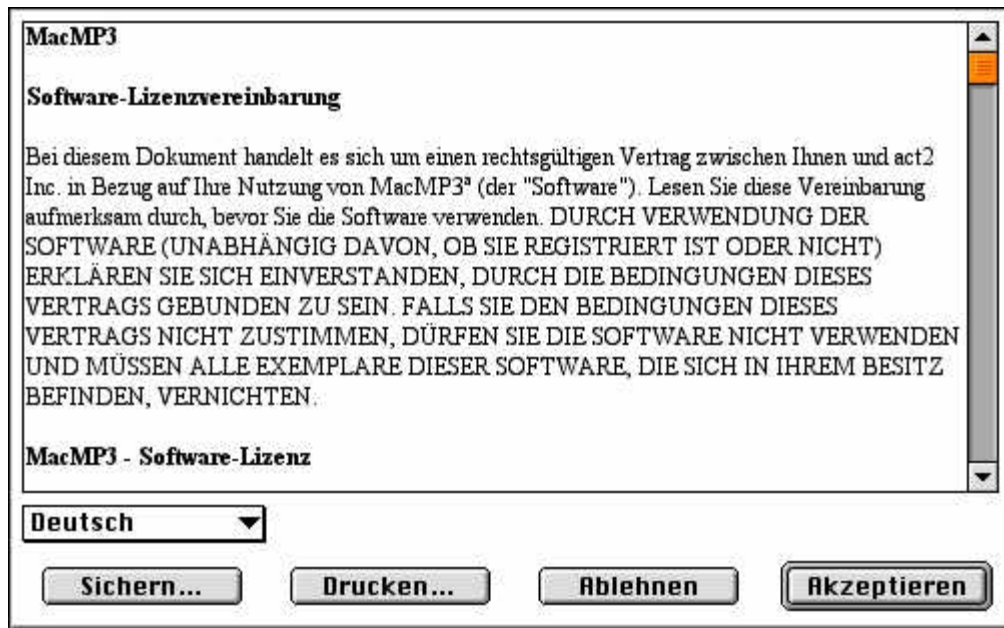 MacMP3
Software-Lizenzvereinbarung
Bei diesem Dokument handelt es sich um einen rechtsgültigen Vertrag zwischen Ihnen und act2
Inc. in Bezug auf Ihre Nutzung von MacMP3ª (der "Software"). Lesen Sie diese Vereinbarung
aufmerksam durch, bevor Sie die Software verwenden. DURCH VERWENDUNG DER
SOFTWARE (UNABHÄNGIG DAVON, OB SIE REGISTRIERT IST ODER NICHT)
ERKLÄREN SIE SICH EINVERSTANDEN, DURCH DIE BEDINGUNGEN DIESES
VERTRAGS GEBUNDEN ZU SEIN. FALLS SIE DEN BEDINGUNGEN DIESES
VERTRAGS NICHT ZUSTIMMEN, DÜRFEN SIE DIE SOFTWARE NICHT VERWENDEN
UND MÜSSEN ALLE EXEMPLARE DIESER SOFTWARE, DIE SICH IN IHREM BESITZ
BEFINDEN, VERNICHTEN.
MacMP3 - Software-Lizenz
Deutsch
Sichern... Drucken... Ablehnen Akzeptieren